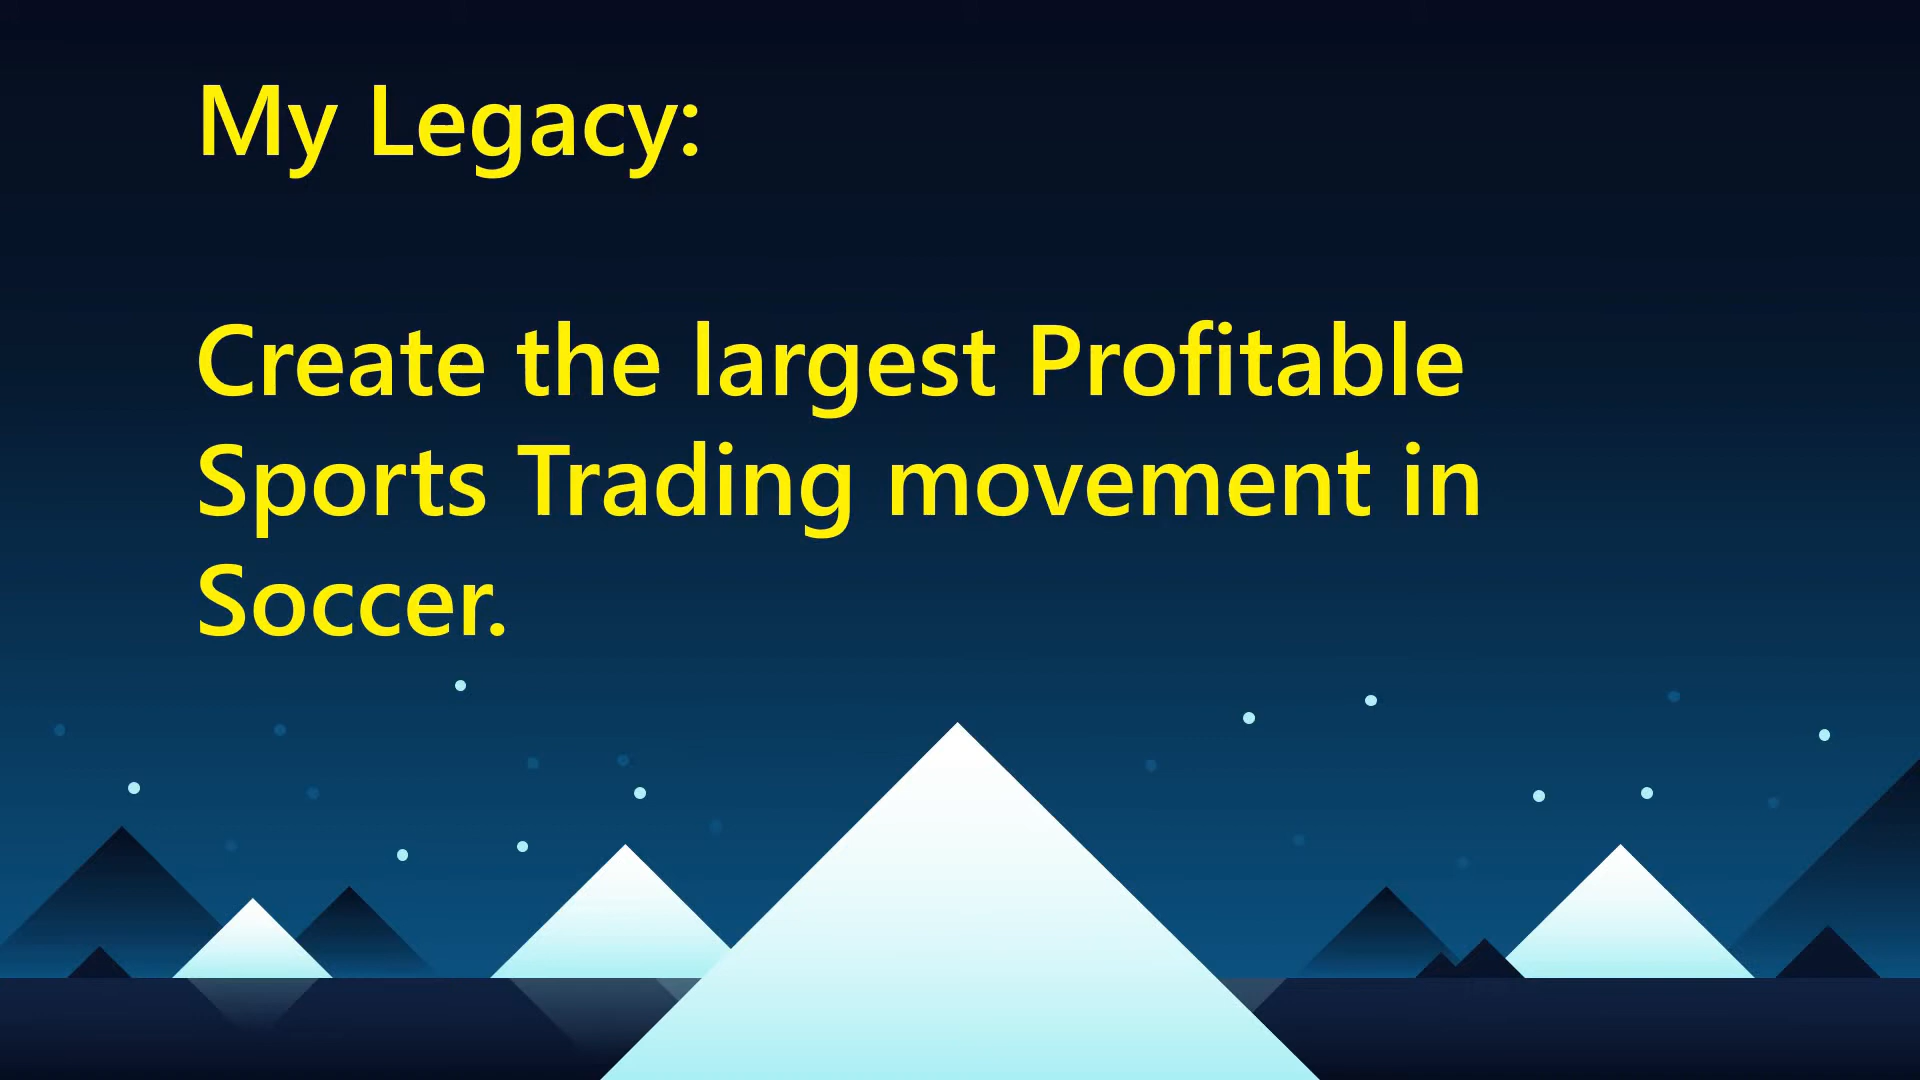 My Legacy:
Create the largest Profitable
Sports Trading movement in
Soccer.